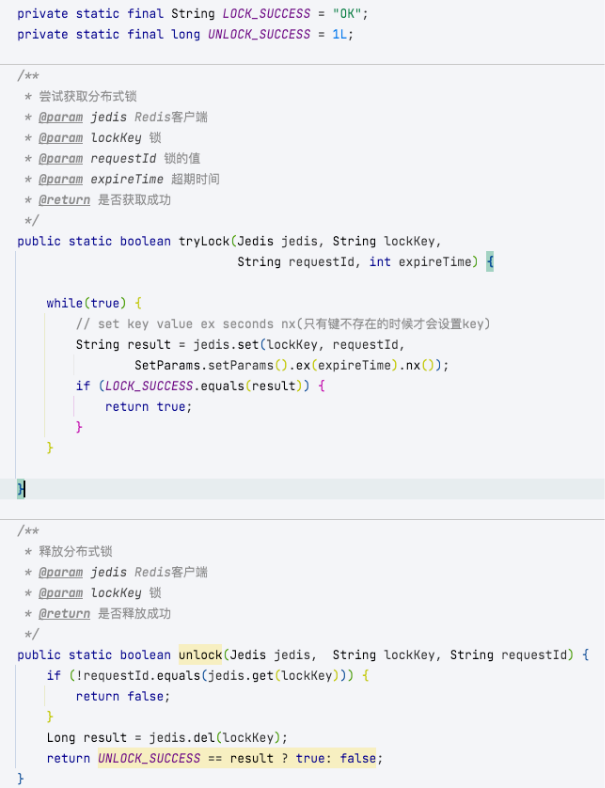 private static final String LOCK_SUCCESS = "OK";
private static final long UNLOCK_SUCCESS = 1L;
/**
* 尝试获取分布式锁
* @param jedis Redis客户端
* @param lockKey 锁
* @param requestId 锁的值
* @param expireTime 超期时间
* @return 是否获取成功
*/
public static boolean tryLock(Jedis jedis, String lockKey,
String requestId, int expireTime) {
while(true) {
// set key value ex seconds nx(只有键不存在的时候才会设置key)
String result = jedis.set(lockKey, requestId,
SetParams.setParams().ex(expireTime).nx());
if (LOCK_SUCCESS.equals(result)) {
return true;
}
}
}
/**
* 释放分布式锁
* @param jedis Redis客户端
* @param lockKey 锁
* @return 是否释放成功
*/
public static boolean unlock(Jedis jedis,  String lockKey, String requestId) {
if (!requestId.equals(jedis.get(lockKey))) {
return false;
}
Long result = jedis.del(lockKey);
return UNLOCK_SUCCESS == result ? true: false;
}